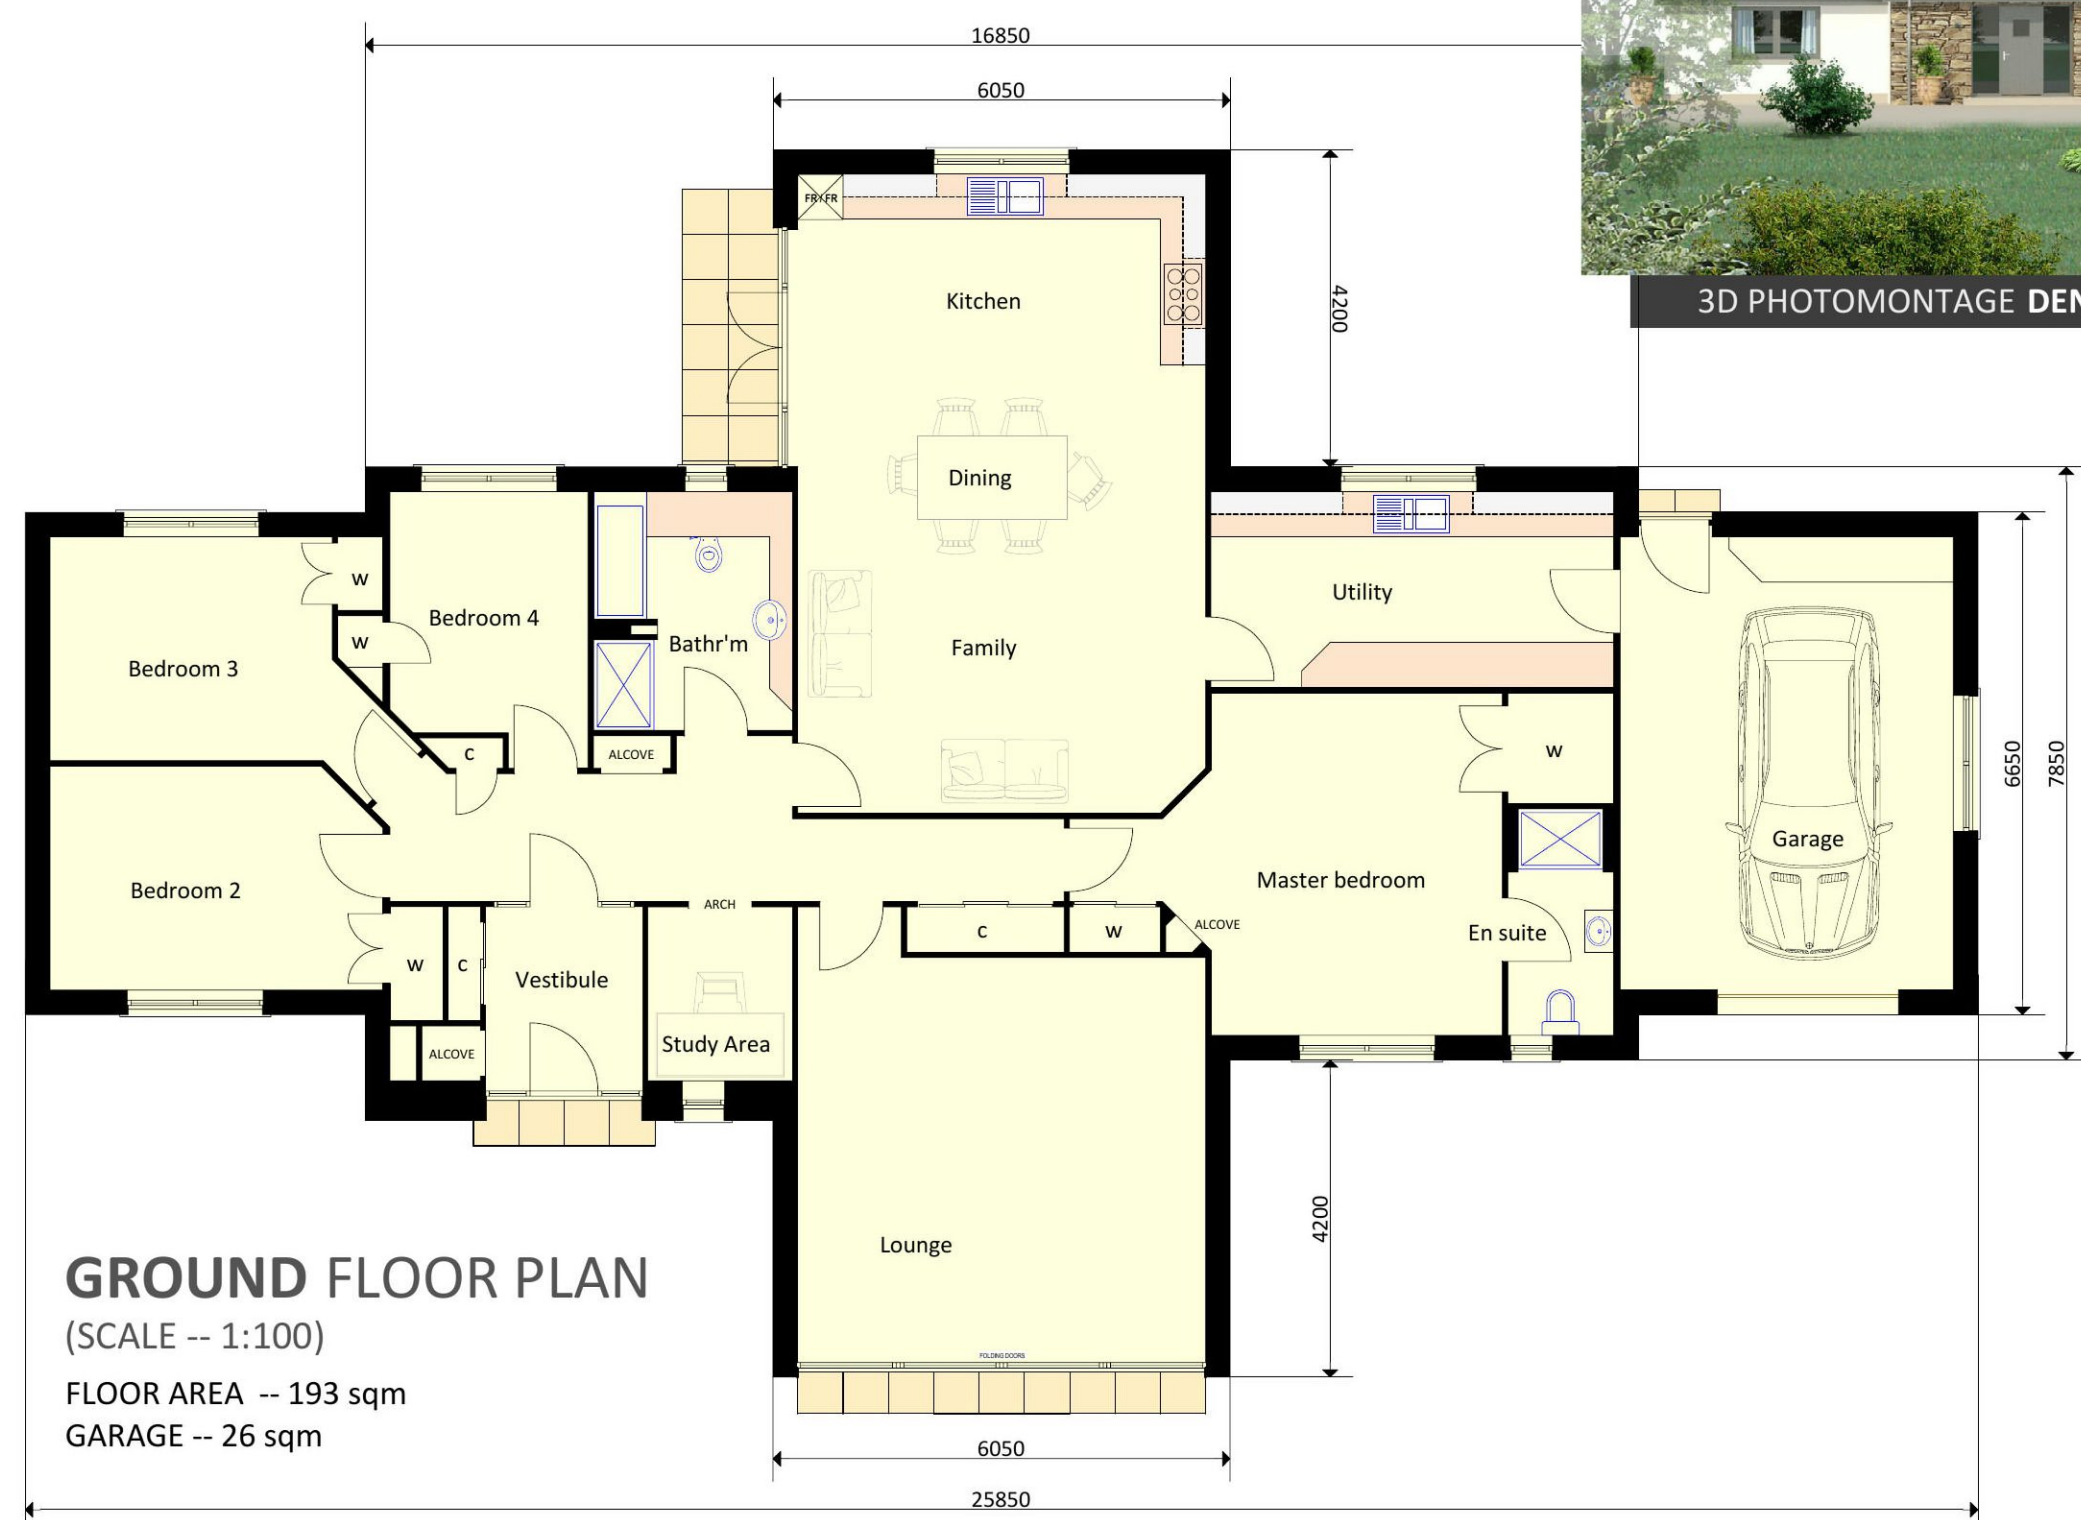 16850
6050
FR/FR
Kitchen
4200
3D PHOTOMONTAGE DEN
Dining
W
Bedroom 4
Utility
W
Bathr'm
Family
Bedroom 3
C
ALCOVE
W
6650
7850
Garage
Bedroom 2
Master bedroom
ARCH
ALCOVE
C
W
En suite
W
C
Vestibule
Study Area
ALCOVE
4200
Lounge
GROUND FLOOR PLAN
(SCALE -- 1:100)
FOLDING DOORS
FLOOR AREA -- 193 sqm
GARAGE -- 26 sqm
6050
25850